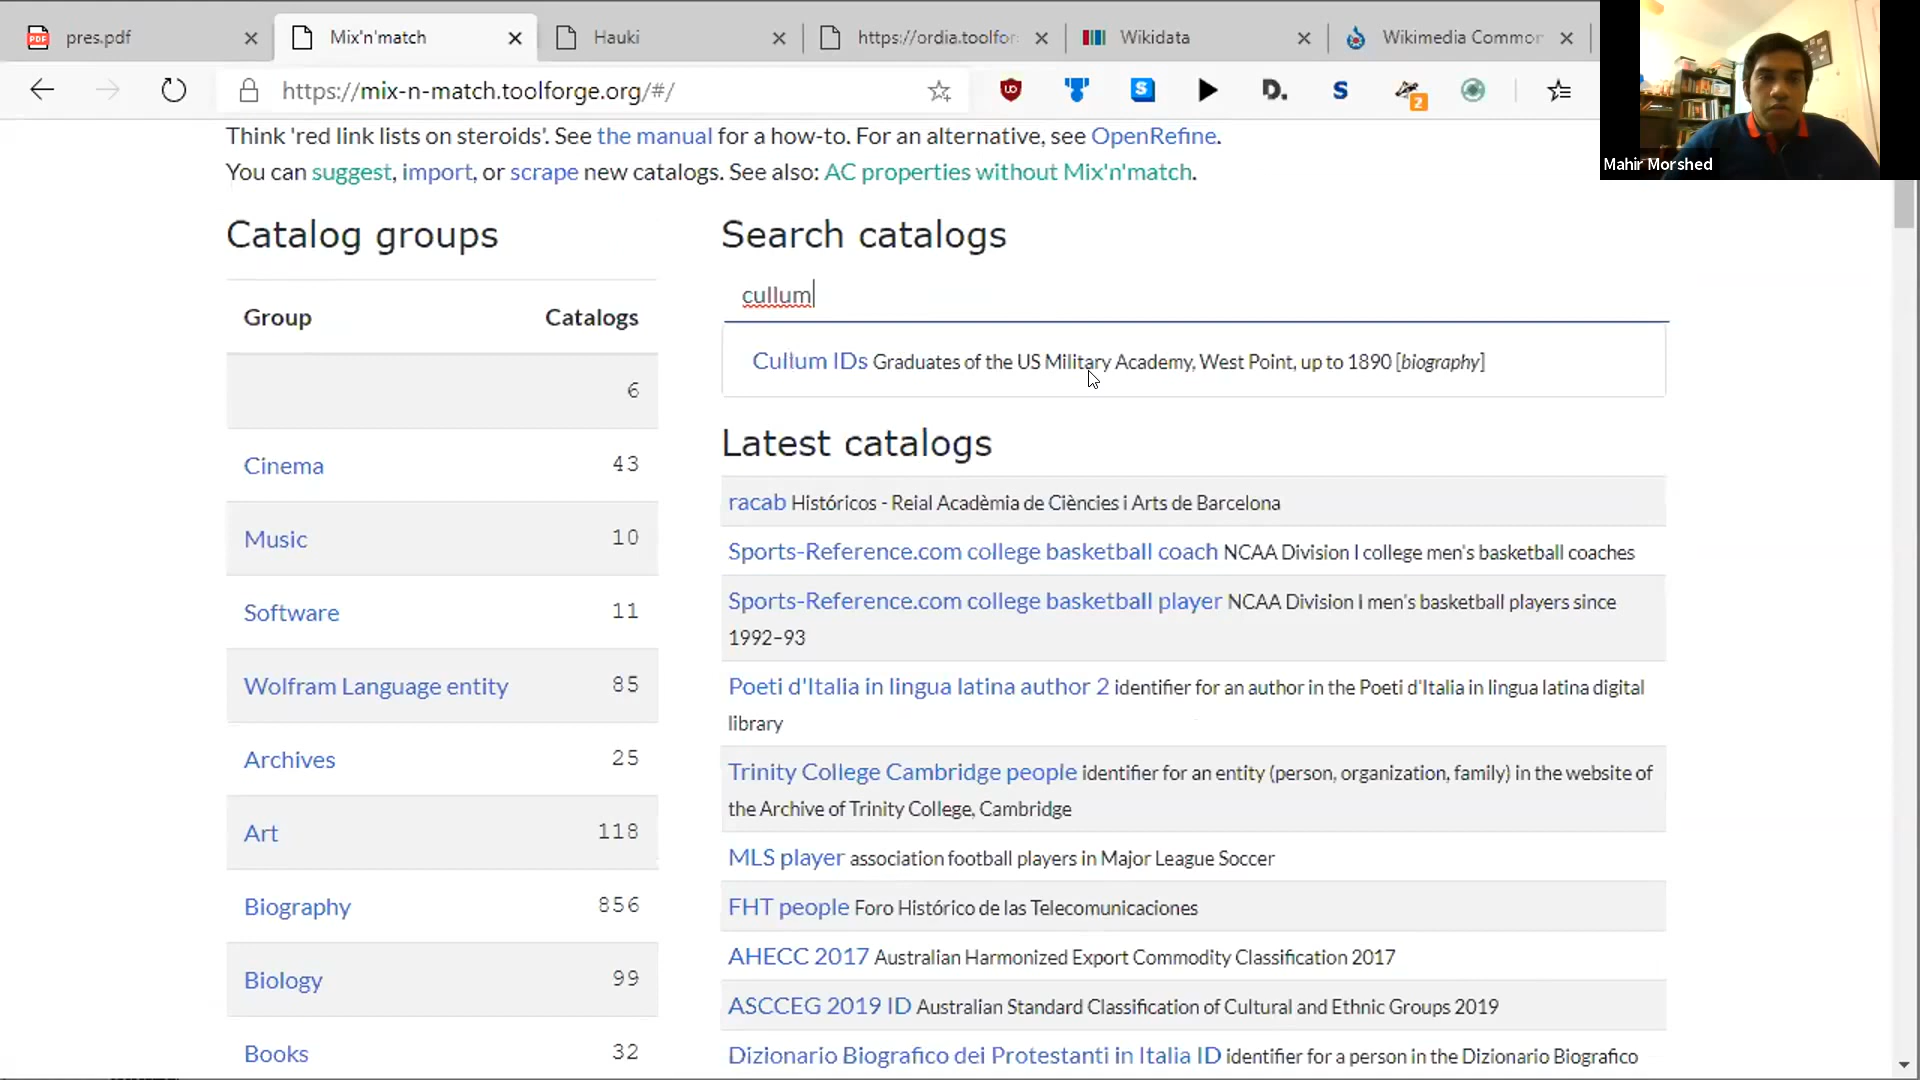 pres.pdf
Mix'n'match
Hauki
https://ordia.toolfor
Wikidata
Wikimedia Common
https://mix-n-match.toolforge.org/#/
2
Mahir Morshed
Think 'red link lists on steroids'. See the manual for a how-to. For an alternative, see OpenRefine.
You can suggest, import, or scrape new catalogs. See also: AC properties without Mix'n'match.
Catalog groups
Group Catalogs
6
Cinema 43
Music 10
Software 11
Wolfram Language entity 85
Archives 25
Art 118
Biography 856
Biology 99
Books 32
Search catalogs
cullum
Cullum IDs Graduates of the US Military Academy, West Point, up to 1890 [biography]
Latest catalogs
racab Históricos - Reial Acadèmia de Ciències i Arts de Barcelona
Sports-Reference.com college basketball coach NCAA Division I college men's basketball coaches
Sports-Reference.com college basketball player NCAA Division I men's basketball players since
1992–93
Poeti d'Italia in lingua latina author 2 identifier for an author in the Poeti d'Italia in lingua latina digital
library
Trinity College Cambridge people identifier for an entity (person, organization, family) in the website of
the Archive of Trinity College, Cambridge
MLS player association football players in Major League Soccer
FHT people Foro Histórico de las Telecomunicaciones
AHECC 2017 Australian Harmonized Export Commodity Classification 2017
ASCCEG 2019 ID Australian Standard Classification of Cultural and Ethnic Groups 2019
Dizionario Biografico dei Protestanti in Italia ID identifier for a person in the Dizionario Biografico